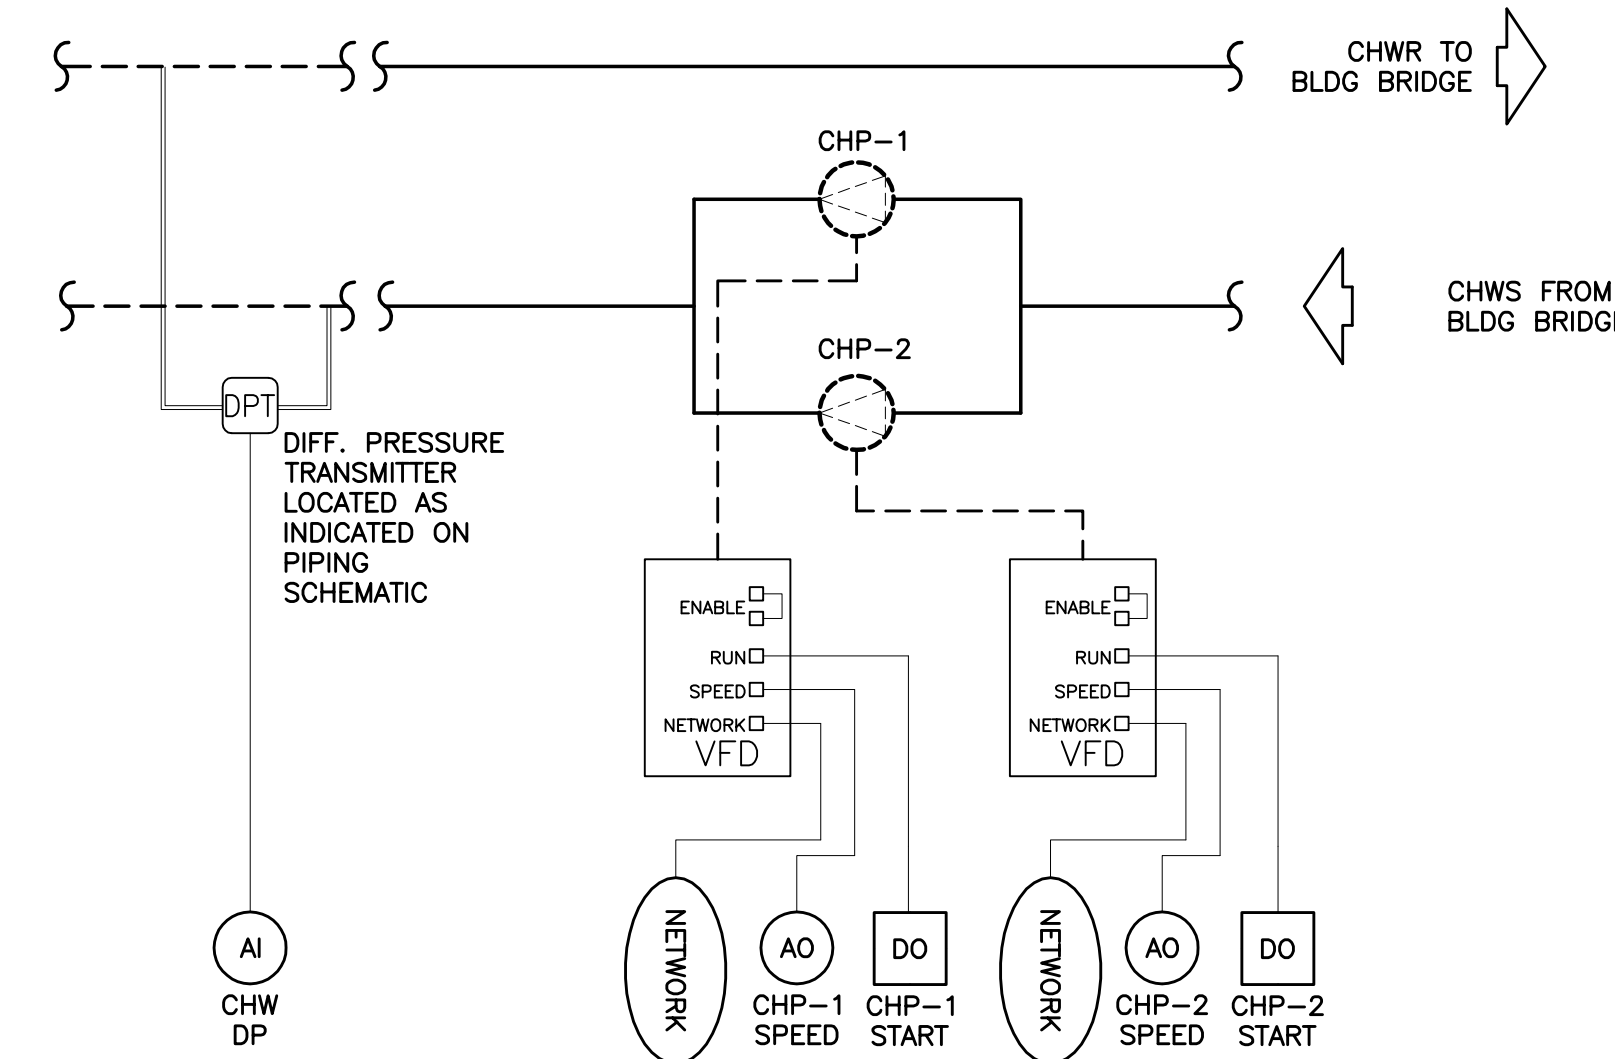 CHWR TO
BLDG BRIDGE
CHP-1
CHWS FROM
BLDG BRIDGE
CHP-2
DPT
DIFF. PRESSURE
TRANSMITTER
LOCATED AS
INDICATED ON
PIPING
SCHEMATIC
ENABLE
RUN
SPEED
NETWORK
VFD
ENABLE
RUN
SPEED
NETWORK
VFD
AI
CHW
DP
NETWORK
AO
CHP-1
SPEED
DO
CHP-1
START
NETWORK
AO
CHP-2
SPEED
DO
CHP-2
START